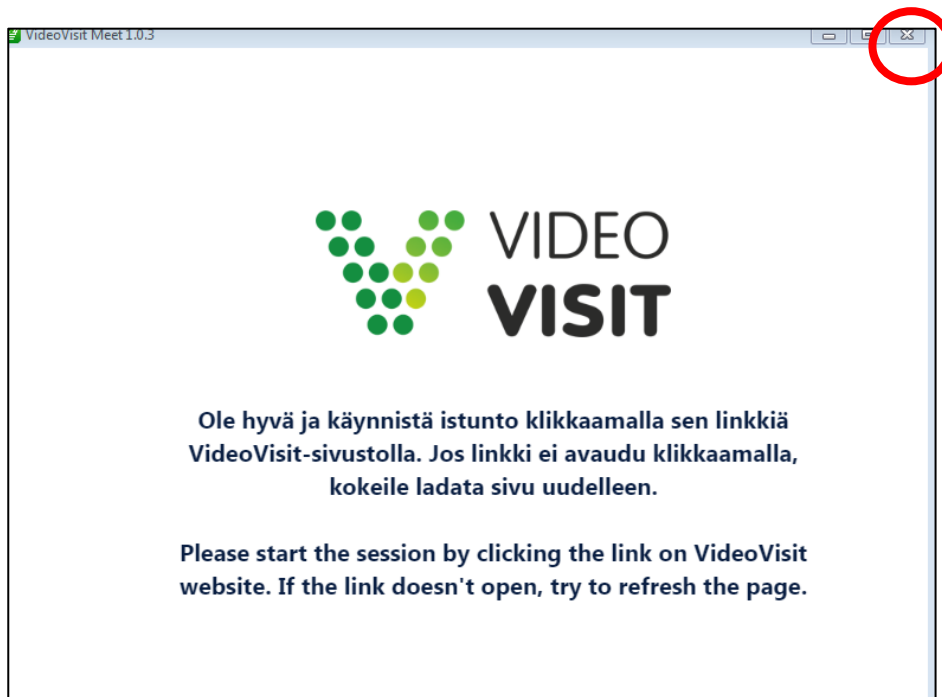 VideoVisit Meet 1.0.3
VIDEO
VISIT
Ole hyvä ja käynnistä istunto klikkaamalla sen linkkiä
VideoVisit-sivustolla. Jos linkki ei avaudu klikkaamalla,
kokeile ladata sivu uudelleen.
Please start the session by clicking the link on VideoVisit
website. If the link doesn't open, try to refresh the page.